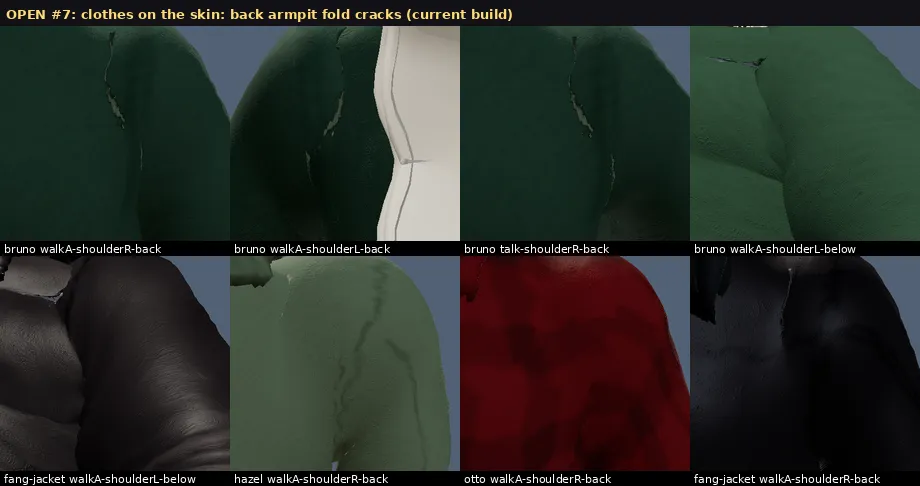 OPEN #7: clothes on the skin: back armpit fold cracks (current build)
bruno walkA-shoulderR-back
bruno walkA-shoulderL-back
bruno talk-shoulderR-back
bruno walkA-shoulderL-below
fang-jacket walkA-shoulderL-below
hazel walkA-shoulderR-back
otto walkA-shoulderR-back
fang-jacket walkA-shoulderR-back